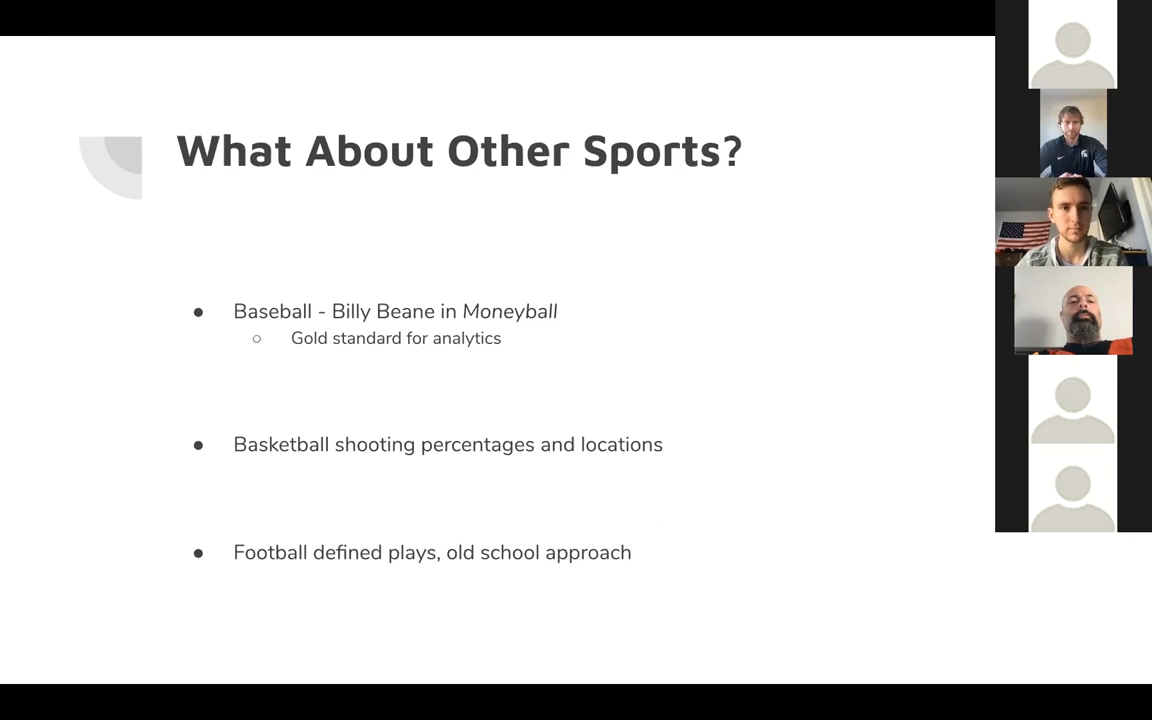 What About Other Sports?
● Baseball - Billy Beane in Moneyball
○ Gold standard for analytics
● Basketball shooting percentages and locations
● Football defined plays, old school approach